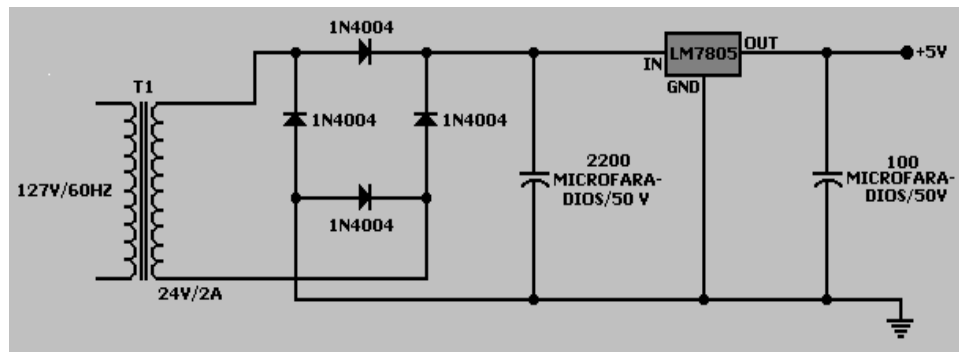 1N4004
T1
127V/60HZ
24V/2A
1N4004
1N4004
1N4004
LM7805
IN
OUT
GND
+5V
2200
MICROFARA-
DIOS/50 V
100
MICROFARA-
DIOS/50V